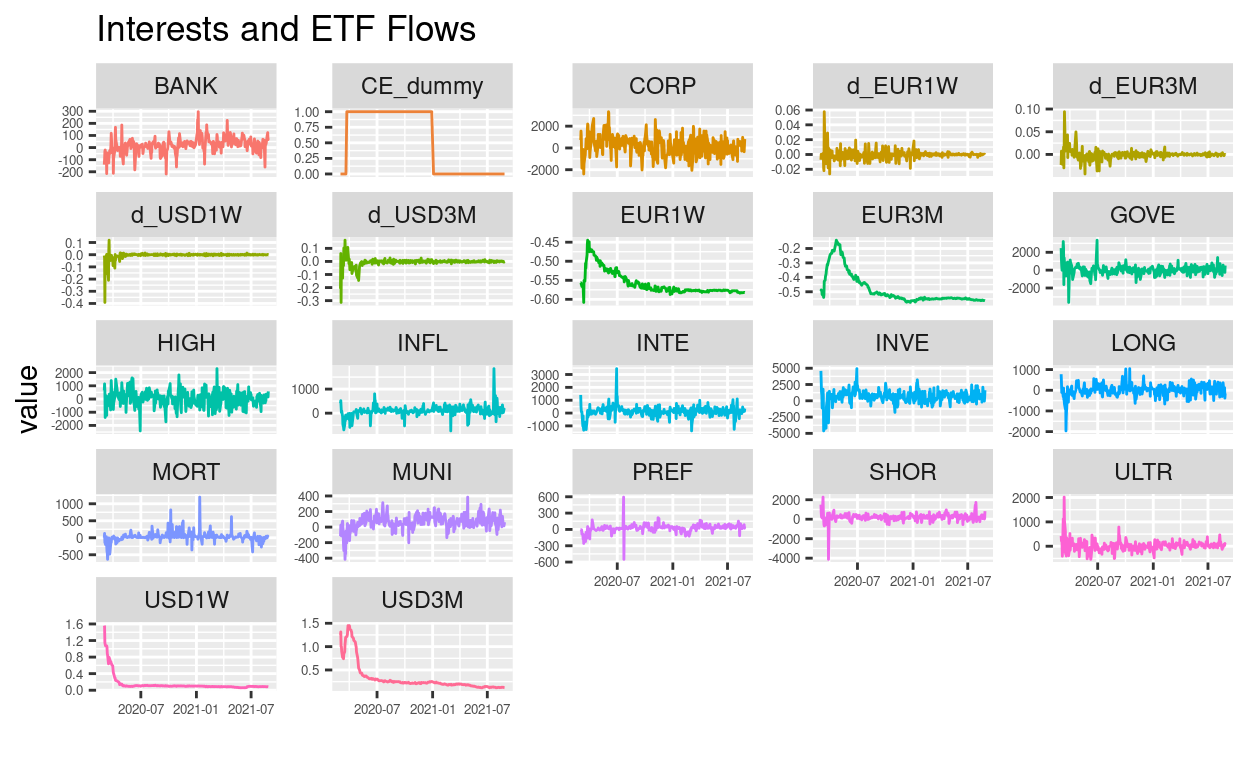 Interests and ETF Flows
value
BANK CE_dummy CORP d_EUR1W d_EUR3M
300 200 100 0 -100 -200
1.00 0.75 0.50 0.25 0.00
2000 0 -2000
0.06 0.04 0.02 0.00 -0.02
0.10 0.05 0.00
d_USD1W d_USD3M EUR1W EUR3M GOVE
0.1 0.0 -0.1 -0.2 -0.3 -0.4
0.1 0.0 -0.1 -0.2 -0.3
-0.45 -0.50 -0.55 -0.60
-0.2 -0.3 -0.4 -0.5
2000 0 -2000
HIGH INFL INTE INVE LONG
2000 1000 0 -1000 -2000
1000 0
3000 2000 1000 0 -1000
5000 2500 0 -2500 -5000
1000 0 -1000 -2000
MORT MUNI PREF SHOR ULTR
1000 500 0 -500
400 200 0 -200 -400
600 300 0 -300 -600
2000 0 -2000 -4000
2000 1000 0
2020-07 2021-01 2021-07
2020-07 2021-01 2021-07
2020-07 2021-01 2021-07
USD1W USD3M
1.6 1.2 0.8 0.4 0.0
1.5 1.0 0.5
2020-07 2021-01 2021-07
2020-07 2021-01 2021-07